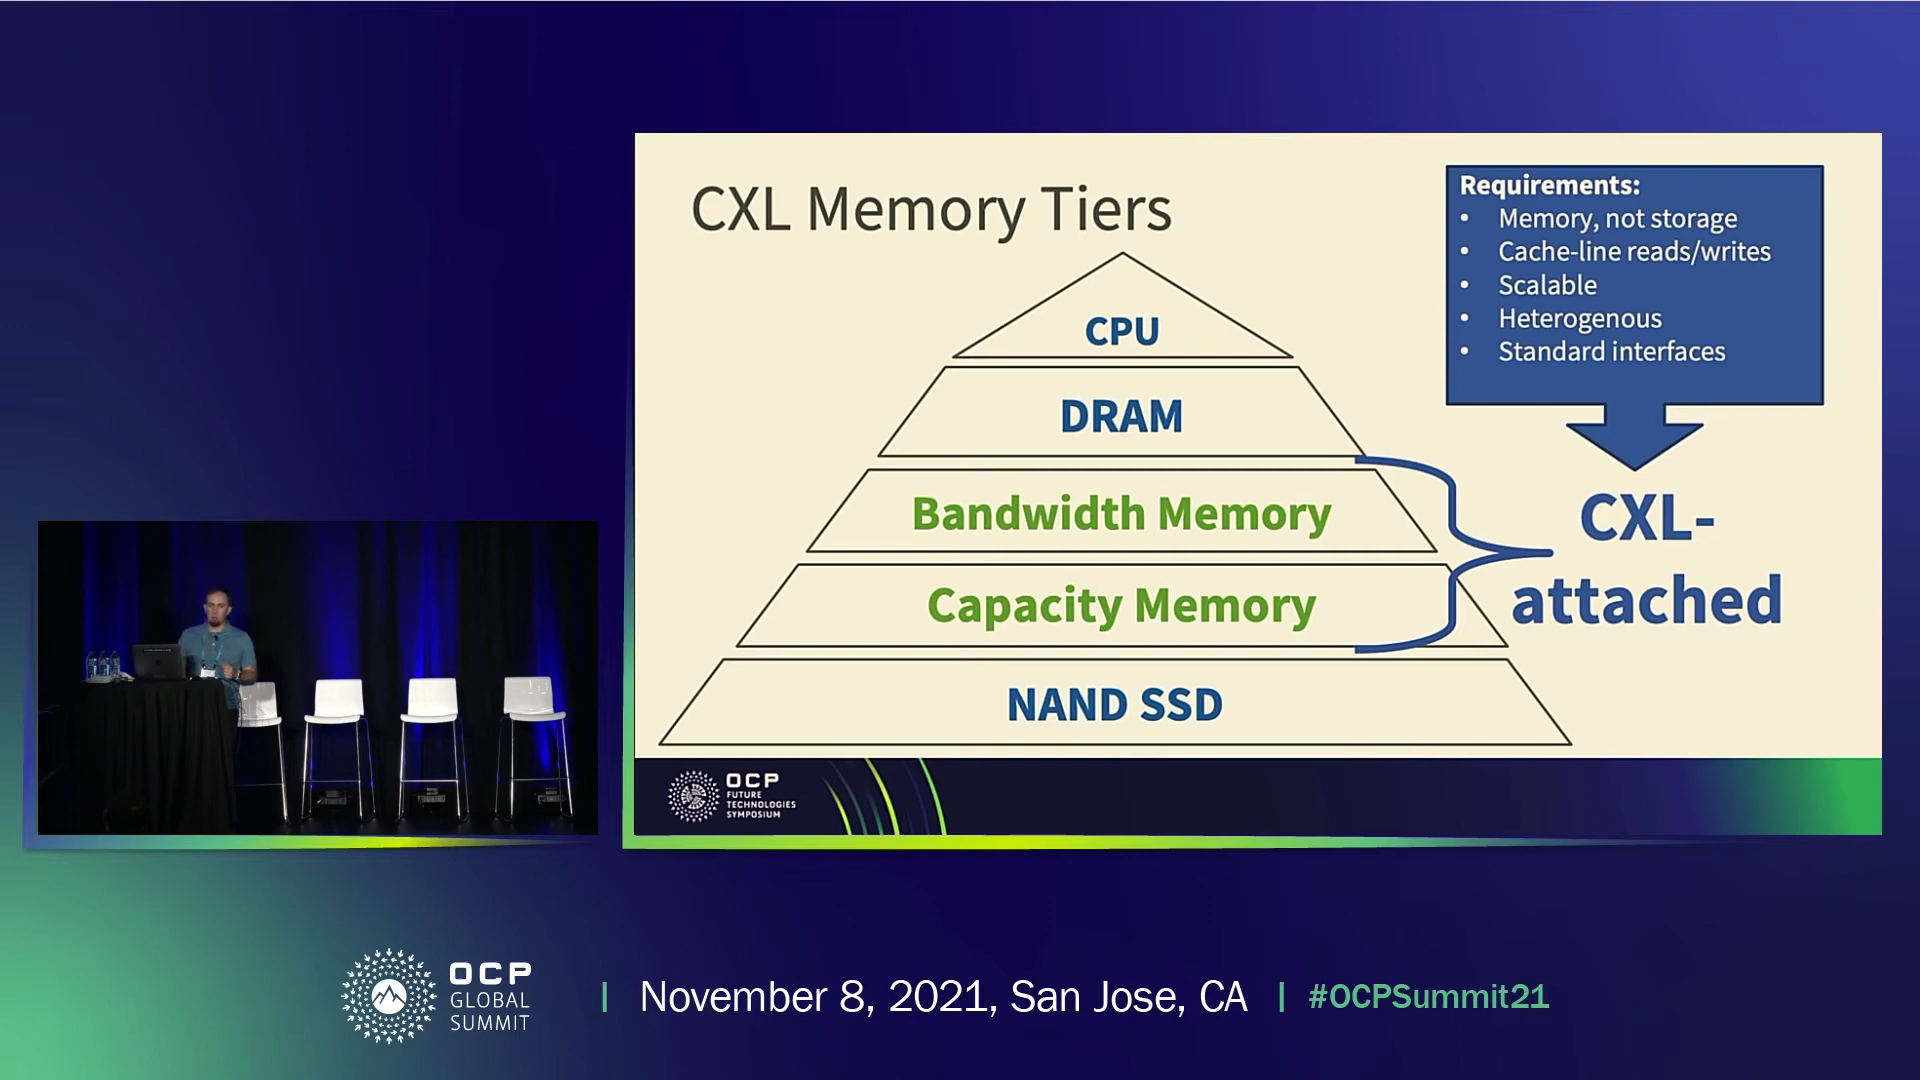 CXL Memory Tiers
CPU
DRAM
Bandwidth Memory
Capacity Memory
NAND SSD
Requirements:
• Memory, not storage
• Cache-line reads/writes
• Scalable
• Heterogenous
• Standard interfaces
CXL-
attached
OCP
FUTURE
TECHNOLOGIES
SYMPOSIUM
OCP
GLOBAL
SUMMIT
| November 8, 2021, San Jose, CA | #OCPSummit21